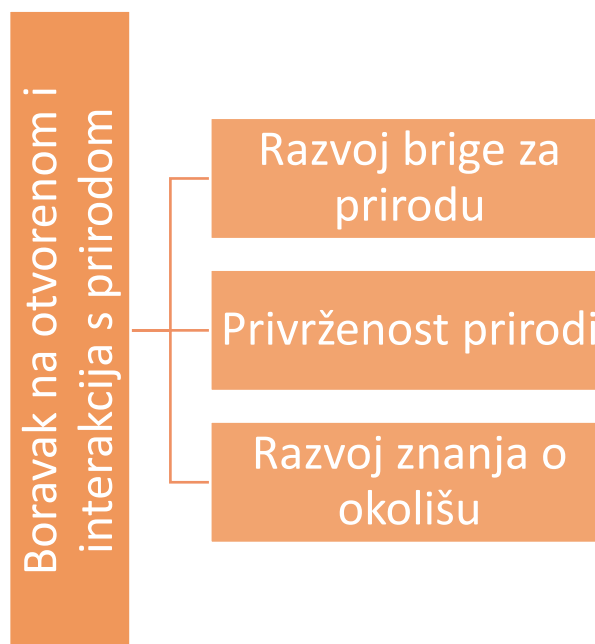 Boravak na otvorenom i
interakcija s prirodom
Razvoj brige za
prirodu
Privrženost prirodi
Razvoj znanja o
okolišu